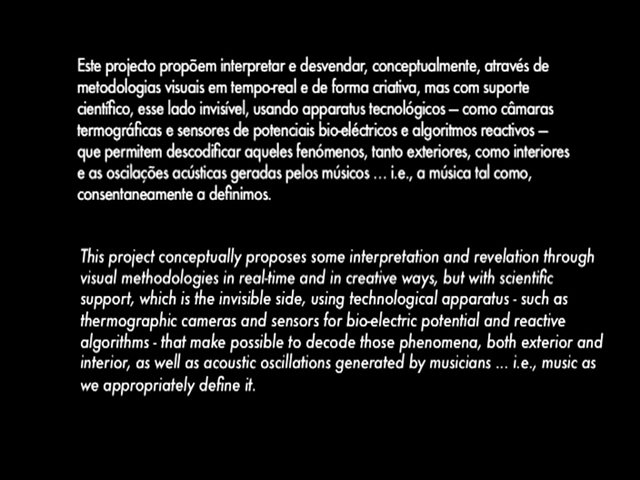 Este projecto propõem interpretar e desvendar, conceptualmente, através de
metodologias visuais em tempo-real e de forma criativa, mas com suporte
científico, esse lado invisível, usando apparatus tecnológicos — como câmaras
termográficas e sensores de potenciais bio-eléctricos e algoritmos reactivos —
que permitem descodificar aqueles fenómenos, tanto exteriores, como interiores
e as oscilações acústicas geradas pelos músicos ... i.e., a música tal como,
consentaneamente a definimos.
This project conceptually proposes some interpretation and revelation through
visual methodologies in real-time and in creative ways, but with scientific
support, which is the invisible side, using technological apparatus - such as
thermographic cameras and sensors for bio-electric potential and reactive
algorithms - that make possible to decode those phenomena, both exterior and
interior, as well as acoustic oscillations generated by musicians ... i.e., music as
we appropriately define it.